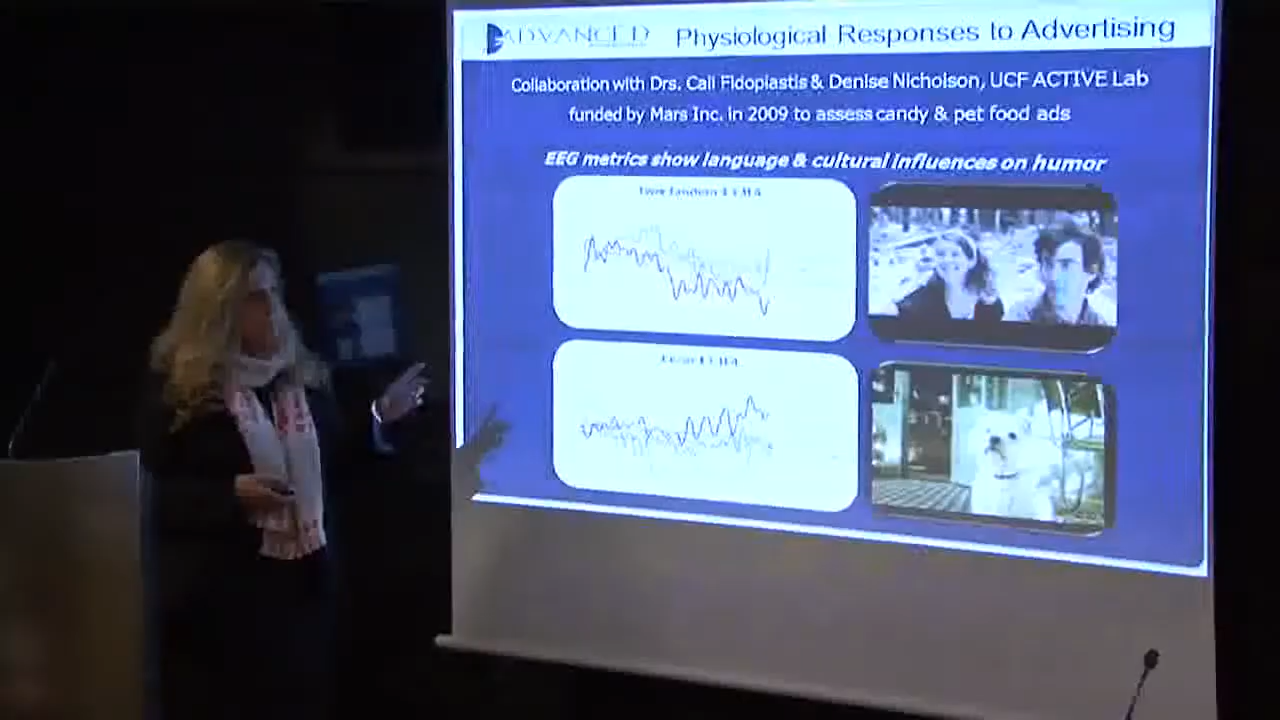 ADVANCED
Physiological Responses to Advertising
Collaboration with Drs. Cali Fidopiastis & Denise Nicholson, UCF ACTIVE Lab
funded by Mars Inc. in 2009 to assess candy & pet food ads
EEG metrics show language & cultural influences on humor